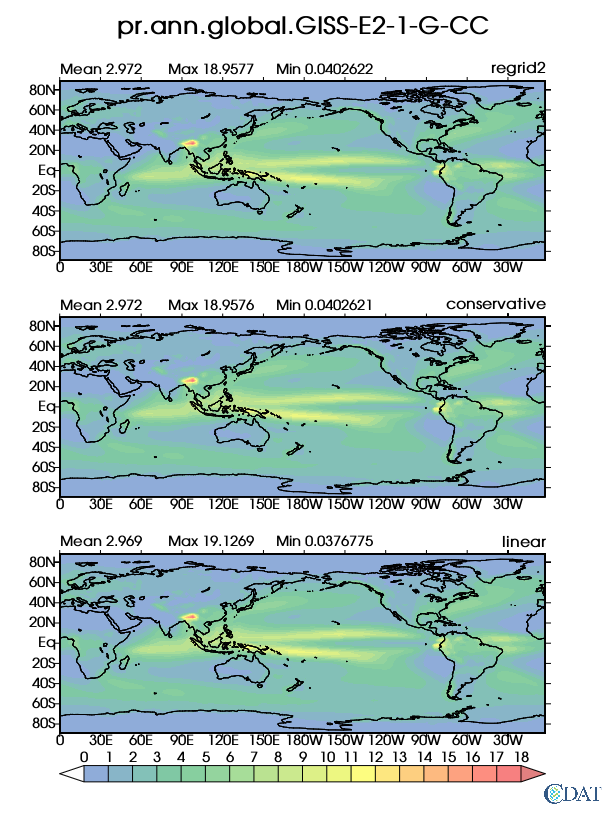 pr.ann.global.GISS-E2-1-G-CC
Mean 2.972 Max 18.9577 Min 0.0402622 regrid2
80N
60N
40N
20N
Eq
20S
40S
60S
80S
0 30E 60E 90E 120E 150E 180W 150W 120W 90W 60W 30W
Mean 2.972 Max 18.9576 Min 0.0402621 conservative
80N
60N
40N
20N
Eq
20S
40S
60S
80S
0 30E 60E 90E 120E 150E 180W 150W 120W 90W 60W 30W
Mean 2.969 Max 19.1269 Min 0.0376775 linear
80N
60N
40N
20N
Eq
20S
40S
60S
80S
0 30E 60E 90E 120E 150E 180W 150W 120W 90W 60W 30W
0 1 2 3 4 5 6 7 8 9 10 11 12 13 14 15 16 17 18
CDAT